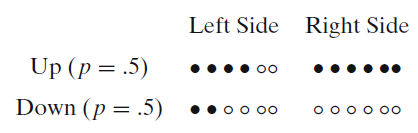 Left Side Right Side
Up (p = .5) ●●●●○○ ●●●●●●
Down (p = .5) ●●○○○○ ○○○○○○